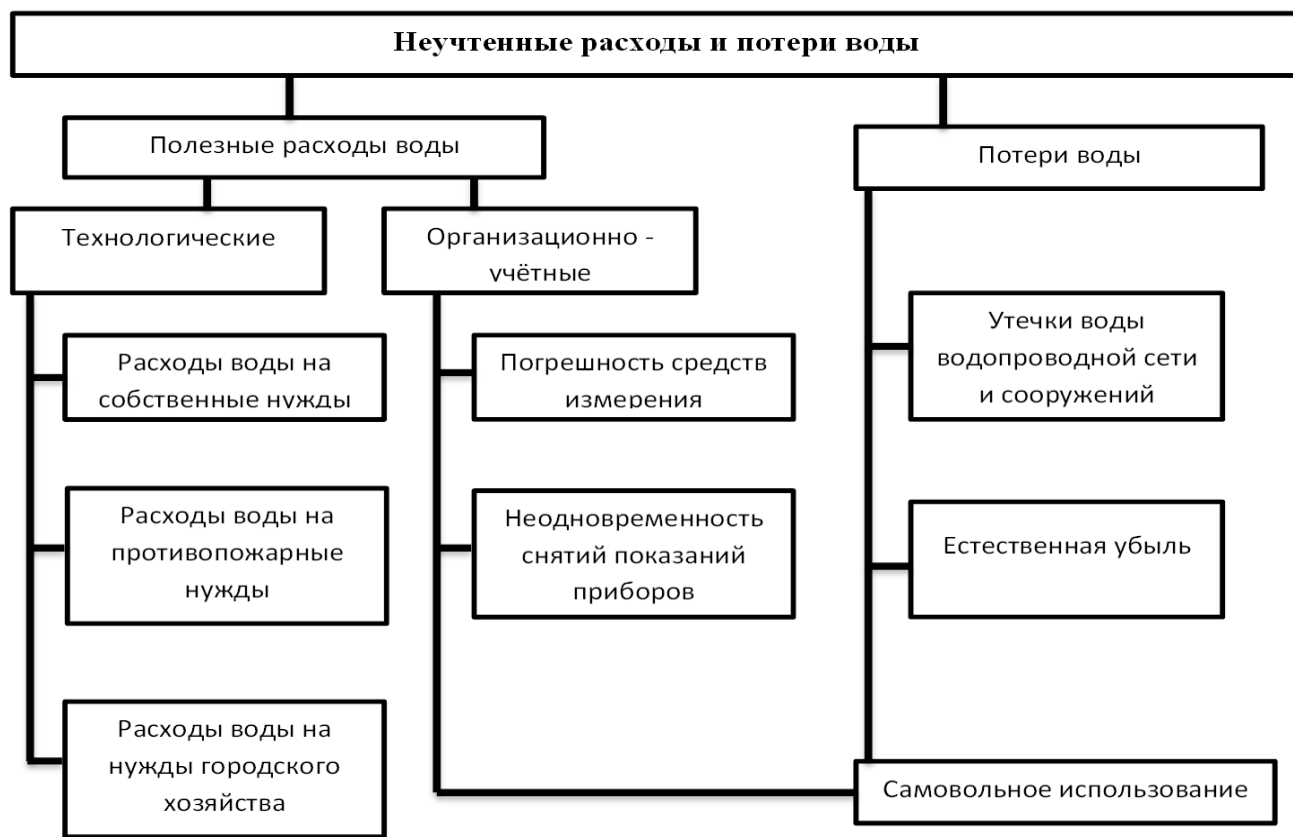 Неучтенные расходы и потери воды
Полезные расходы воды
Потери воды
Технологические
Организационно -
учётные
Расходы воды на
собственные нужды
Погрешность средств
измерения
Утечки воды
водопроводной сети
и сооружений
Расходы воды на
противопожарные
нужды
Неодновременность
снятий показаний
приборов
Естественная убыль
Расходы воды на
нужды городского
хозяйства
Самовольное использование